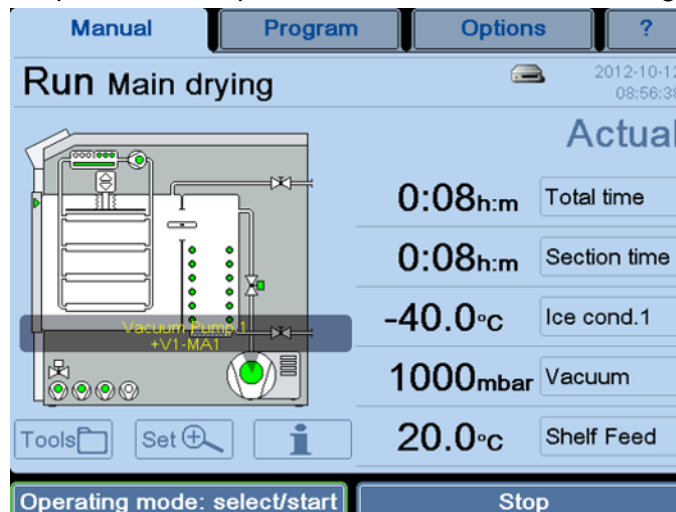 Manual Program Options ?
Run Main drying
2012-10-12
08:56:38
Actual
0:08h:m Total time
0:08h:m Section time
-40.0°C Ice cond.1
Vacuum Pump 1
+V1-MA1
1000mbar Vacuum
20.0°C Shelf Feed
Tools Set i
Operating mode: select/start Stop